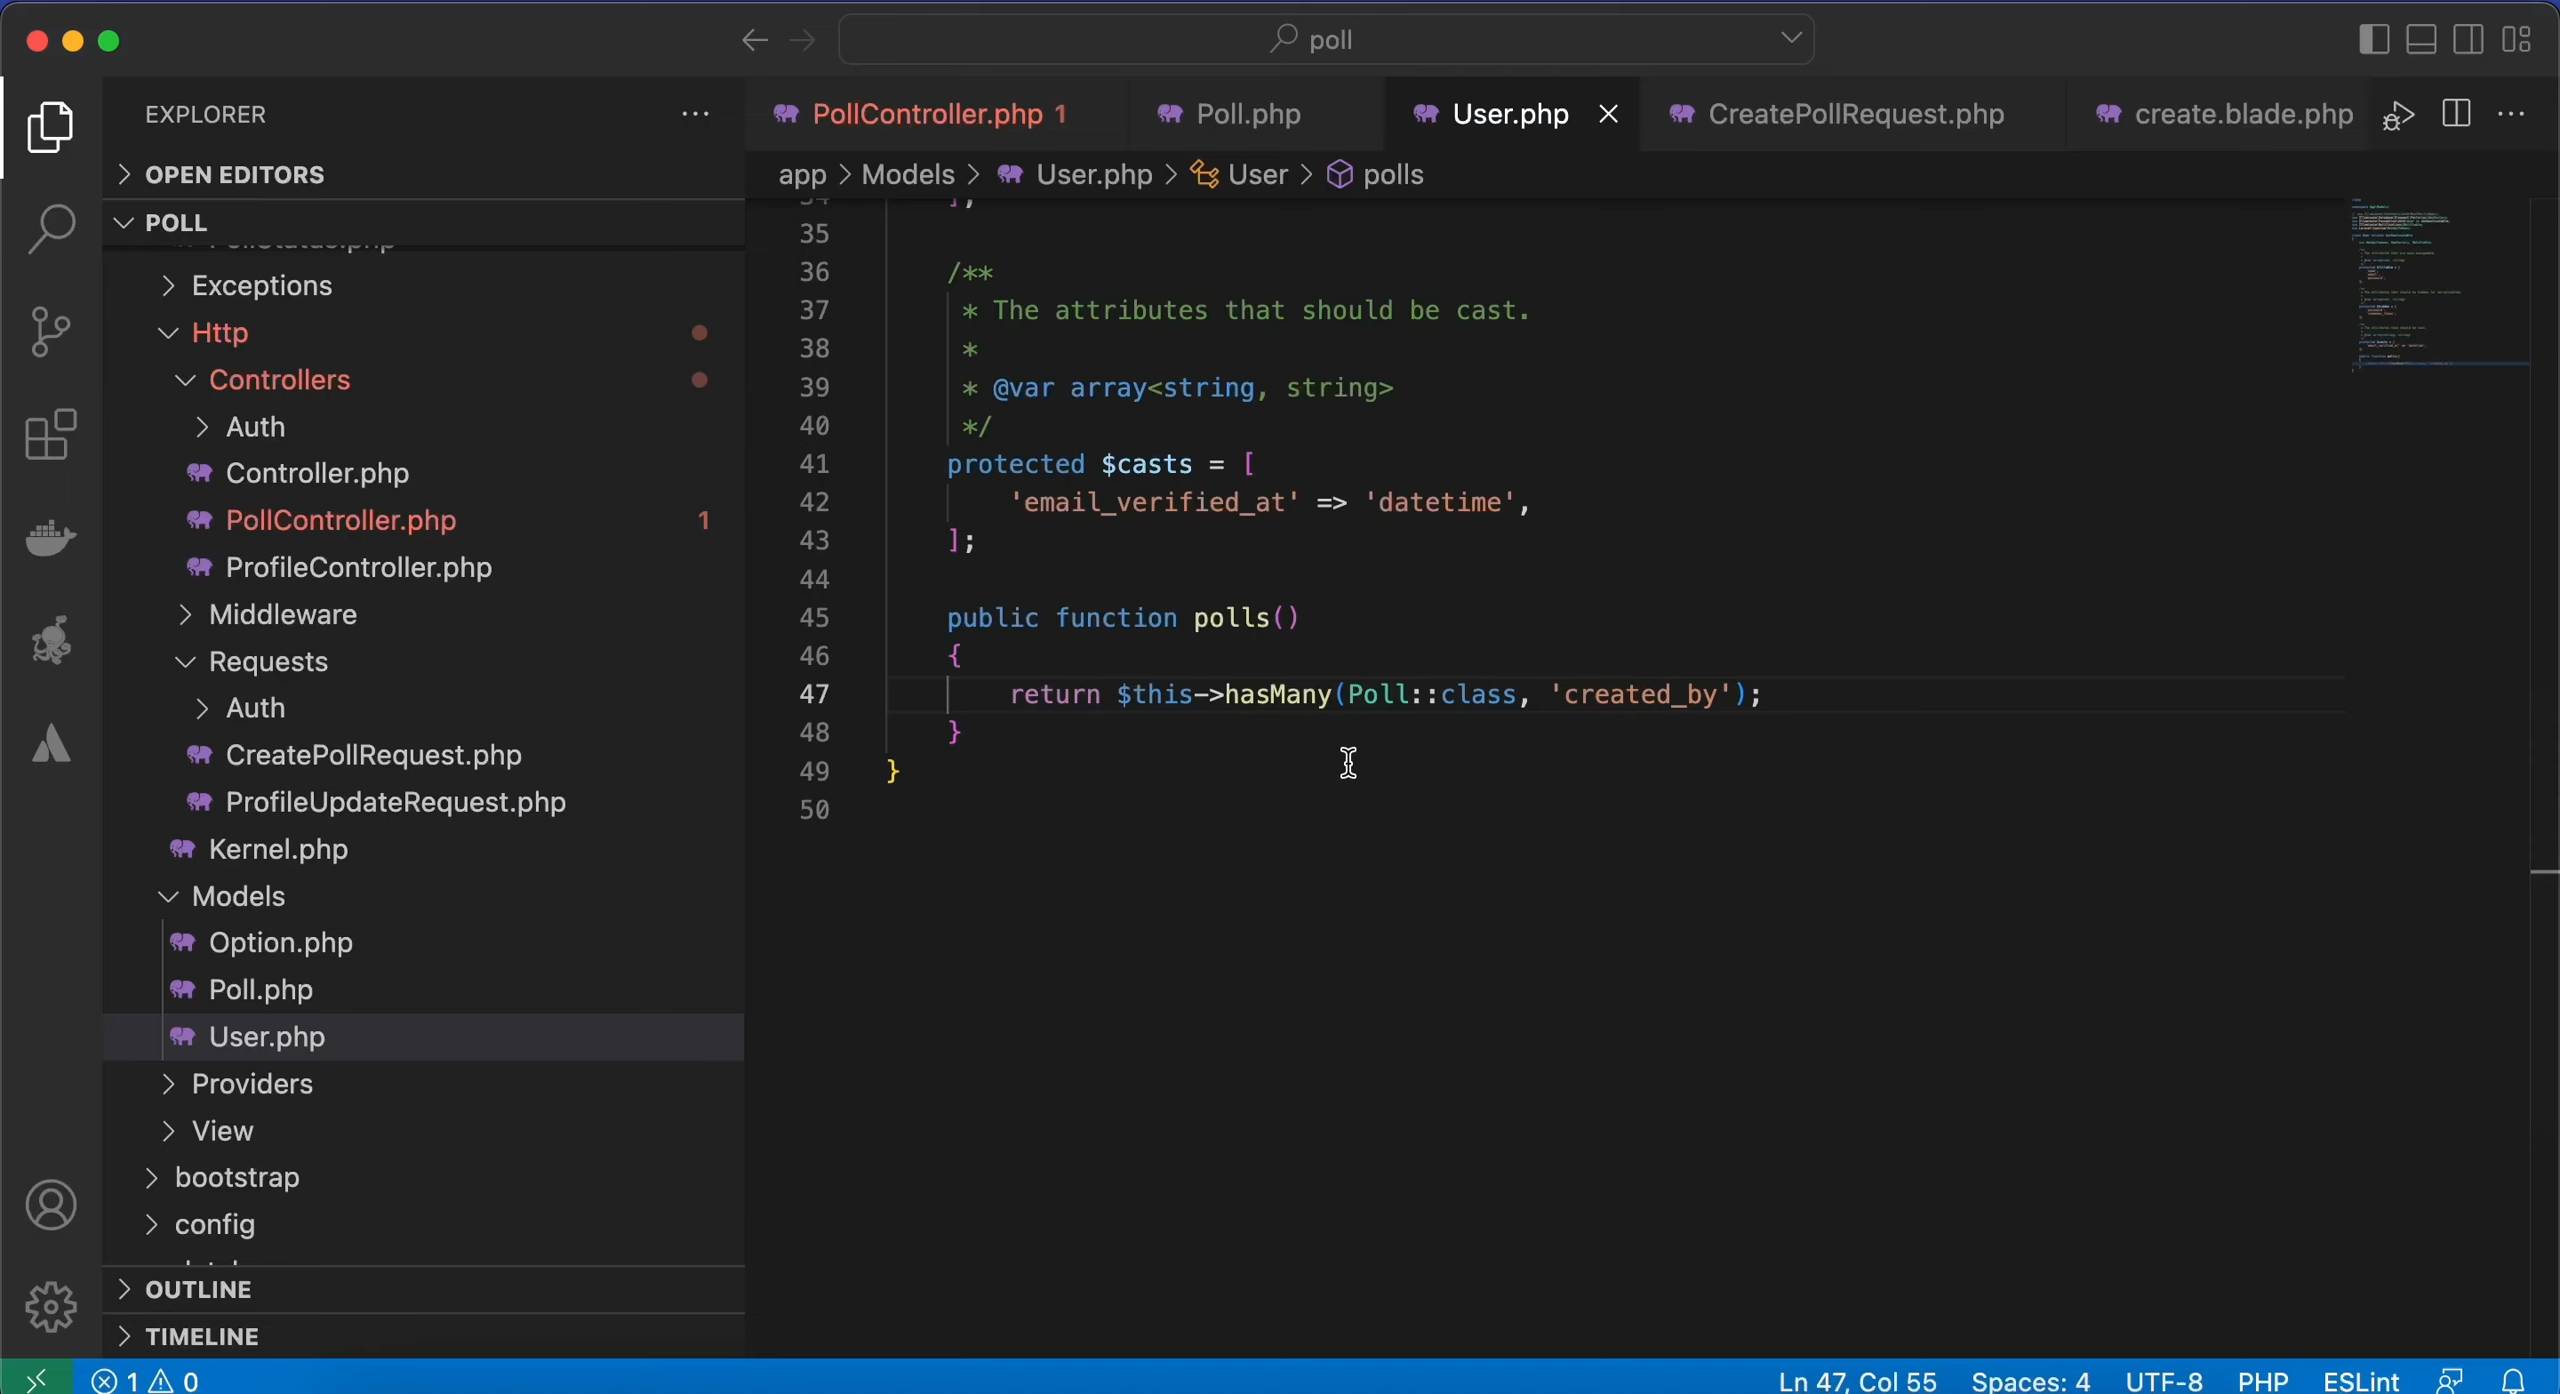 poll
EXPLORER
PollController.php 1
Poll.php
User.php
CreatePollRequest.php
create.blade.php
OPEN EDITORS
app > Models > User.php > User > polls
POLL
PollStatus.php
Exceptions
Http
Controllers
Auth
Controller.php
PollController.php 1
ProfileController.php
Middleware
Requests
Auth
CreatePollRequest.php
ProfileUpdateRequest.php
Kernel.php
Models
Option.php
Poll.php
User.php
Providers
View
bootstrap
config
OUTLINE
TIMELINE
34 ],
35
36 /**
37 * The attributes that should be cast.
38 *
39 * @var array<string, string>
40 */
41 protected $casts = [
42 'email_verified_at' => 'datetime',
43 ];
44
45 public function polls()
46 {
47 return $this->hasMany(Poll::class, 'created_by');
48 }
49 }
50
1 0
Ln 47, Col 55
Spaces: 4
UTF-8
PHP
ESLint